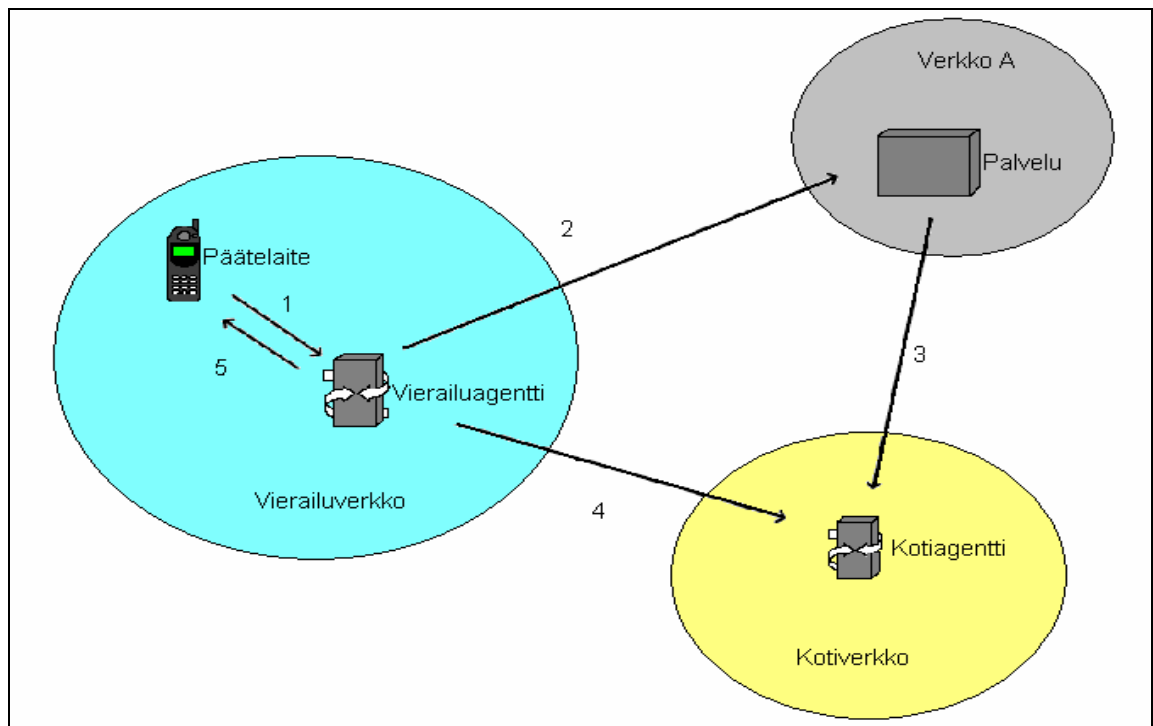 Verkko A
Palvelu
2
Päätelaite
1
3
5
Vierailuagentti
Vierailuverkko
4
Kotiagentti
Kotiverkko